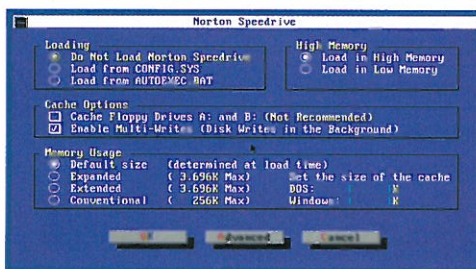 Norton Speedrive
Loading
Do Not Load Norton Speedrive
Load from CONFIG.SYS
Load from AUTOEXEC.BAT
High Memory
Load in High Memory
Load in Low Memory
Cache Options
Cache Floppy Drives A: and B: (Not Recommended)
Enable Multi-Writes (Disk Writes in the Background)
Memory Usage
Default size (determined at load time)
Expanded ( 3.696K Max) Set the size of the cache
Extended ( 3.696K Max) DOS: K
Conventional ( 256K Max) Windows: K
OK Advanced Cancel